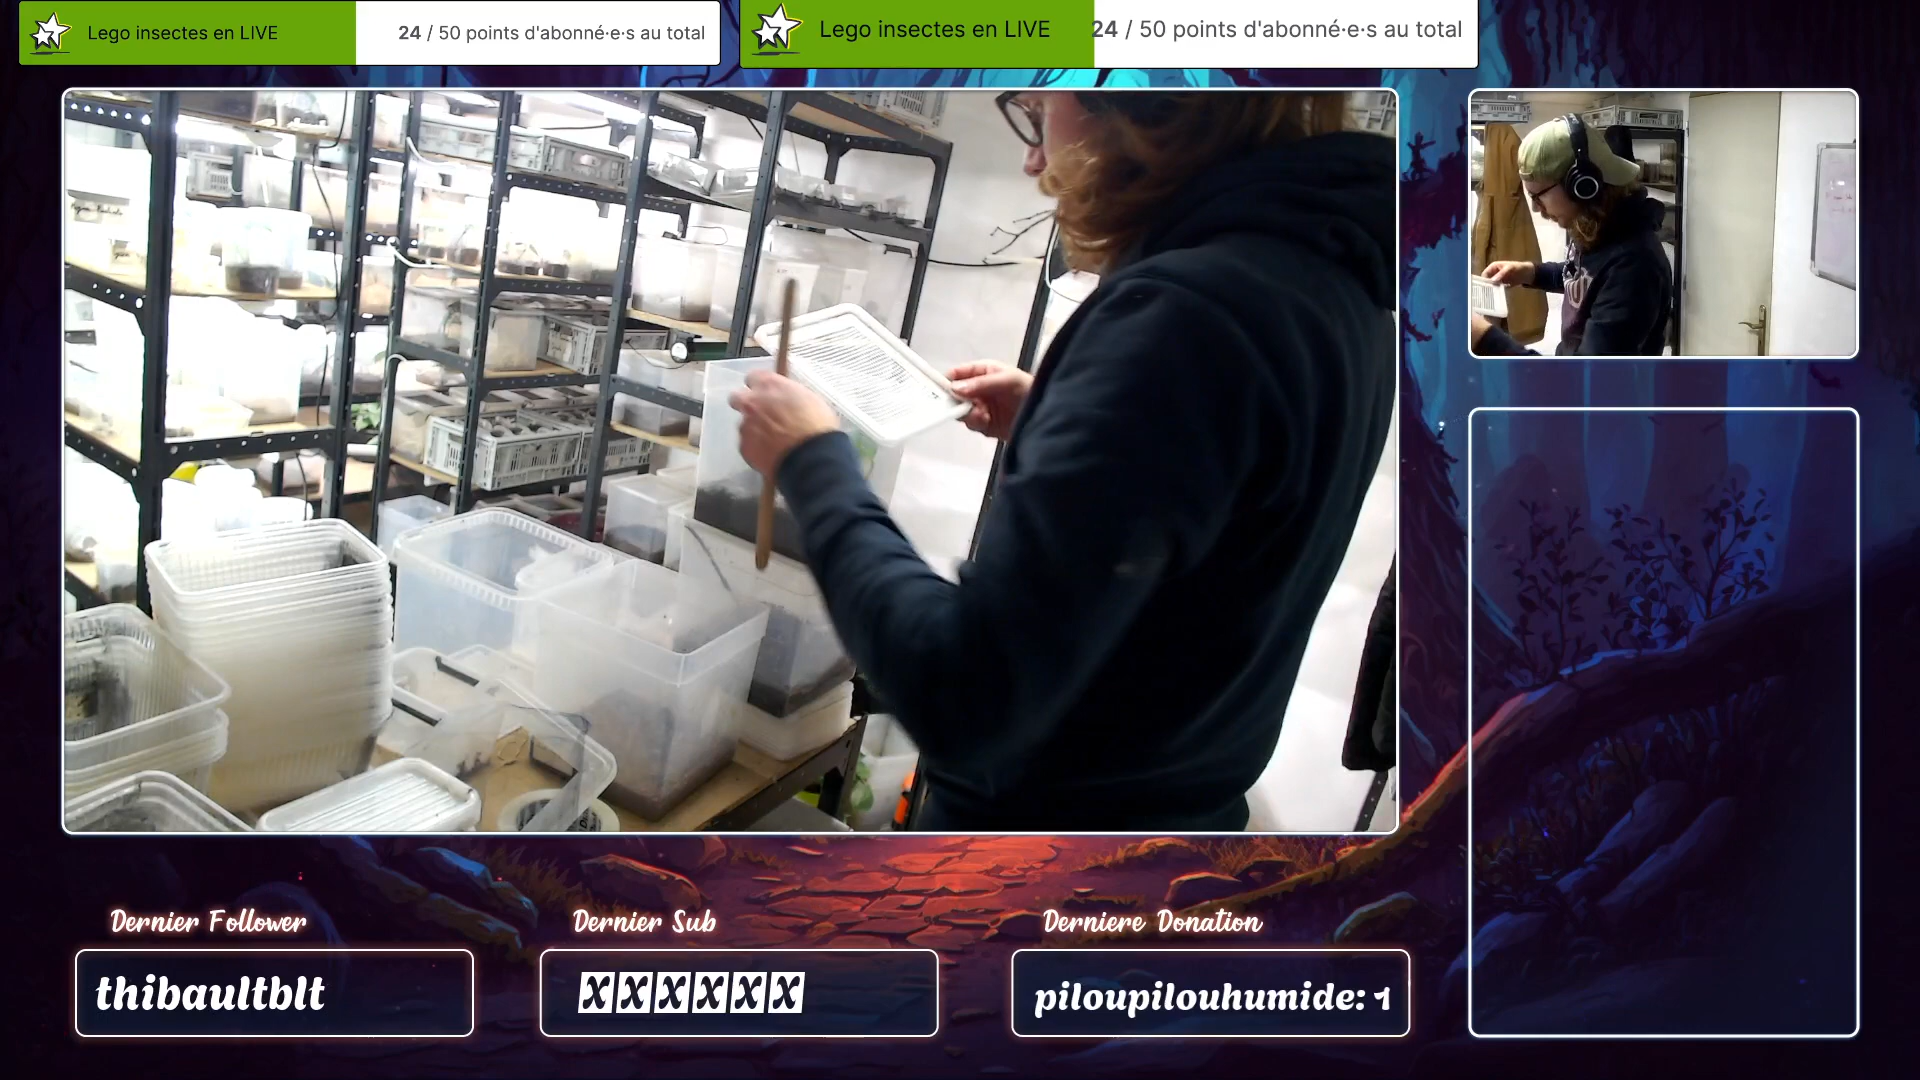 Lego insectes en LIVE
24 / 50 points d'abonné·e·s au total
Lego insectes en LIVE
24 / 50 points d'abonné·e·s au total
Dernier Follower
thibaultblt
Dernier Sub
XXXXXX
Derniere Donation
piloupilouhumide: 1